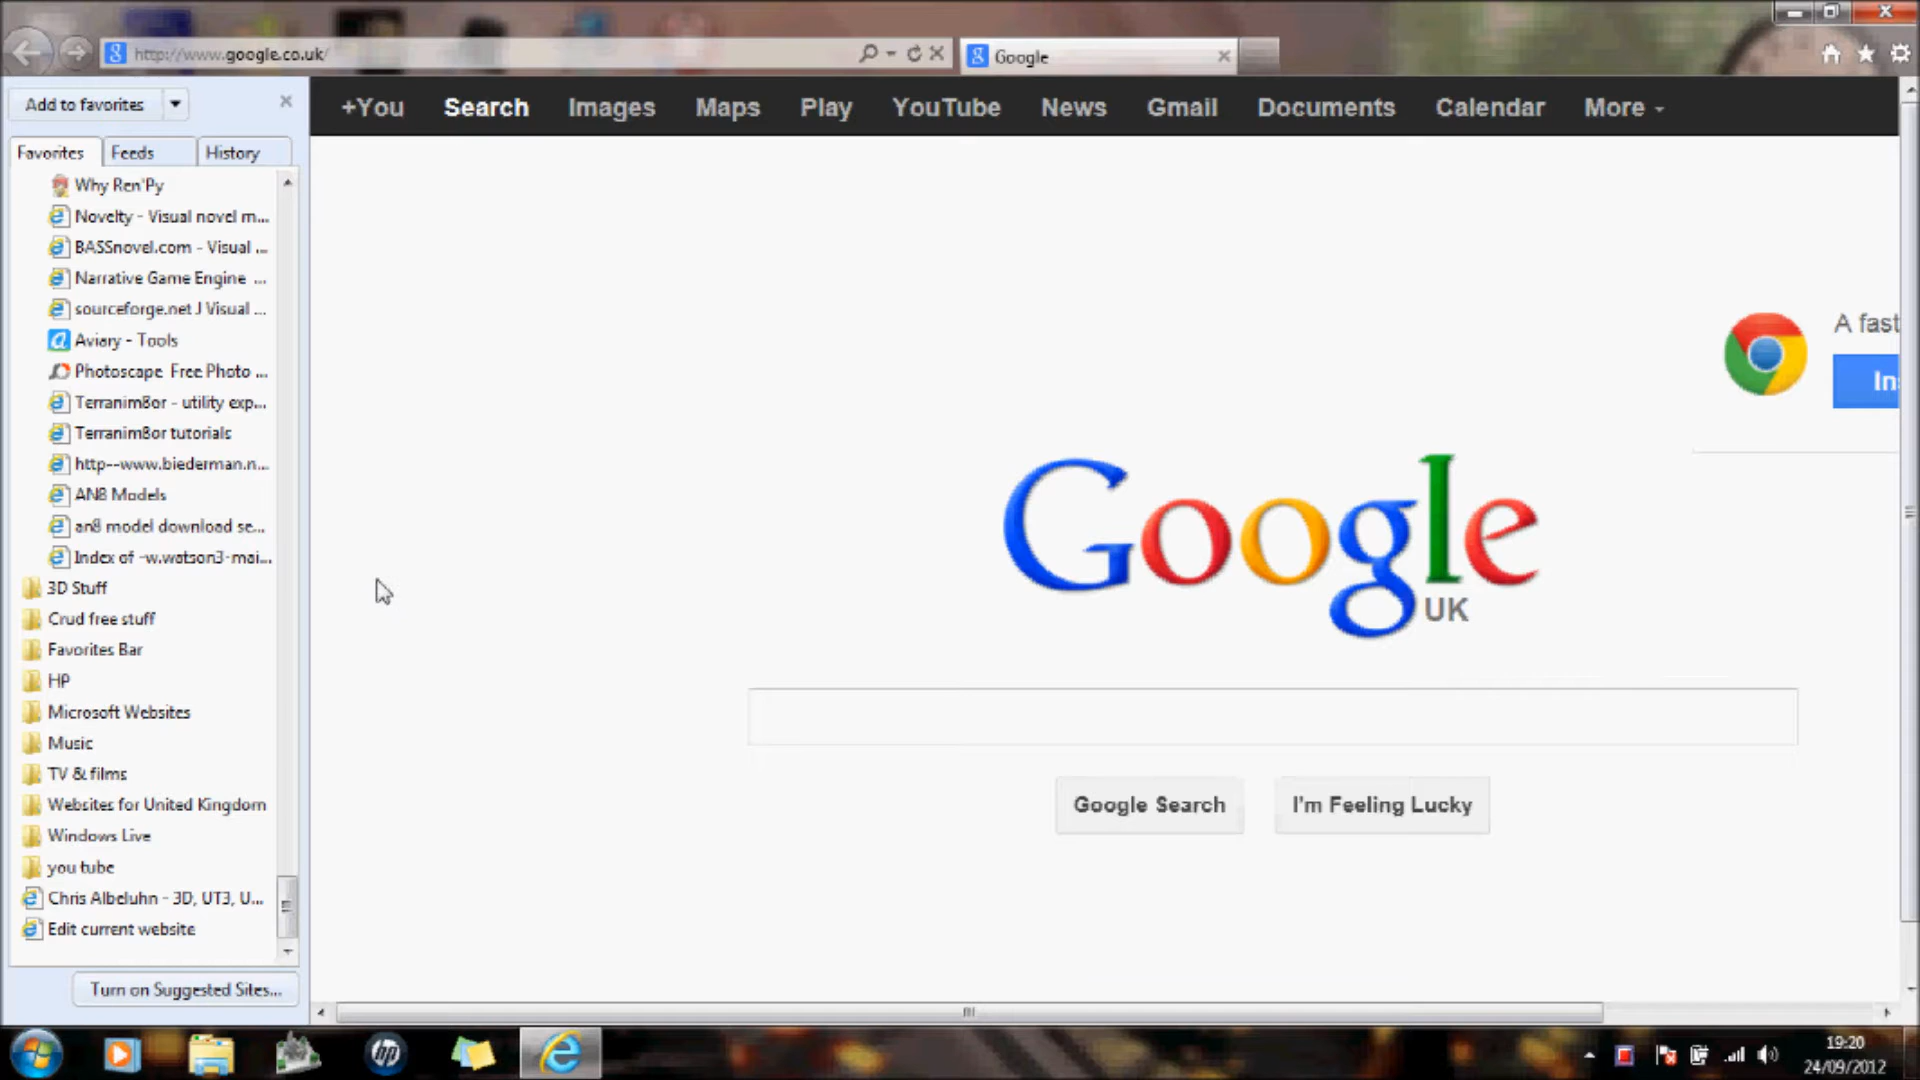 http://www.google.co.uk/
Google
Add to favorites
Favorites
Feeds
History
Why Ren'Py
Novelty - Visual novel m...
BASSnovel.com - Visual ...
Narrative Game Engine ...
sourceforge.net J Visual ...
Aviary - Tools
Photoscape Free Photo ...
Terranim8or - utility exp...
Terranim8or tutorials
http--www.biederman.n...
AN8 Models
an8 model download se...
Index of -w.watson3-mai...
3D Stuff
Crud free stuff
Favorites Bar
HP
Microsoft Websites
Music
TV & films
Websites for United Kingdom
Windows Live
you tube
Chris Albeluhn - 3D, UT3, U...
Edit current website
Turn on Suggested Sites...
+You Search Images Maps Play YouTube News Gmail Documents Calendar More
A fast
Ins
Google
UK
Google Search
I'm Feeling Lucky
hp
19:20
24/09/2012